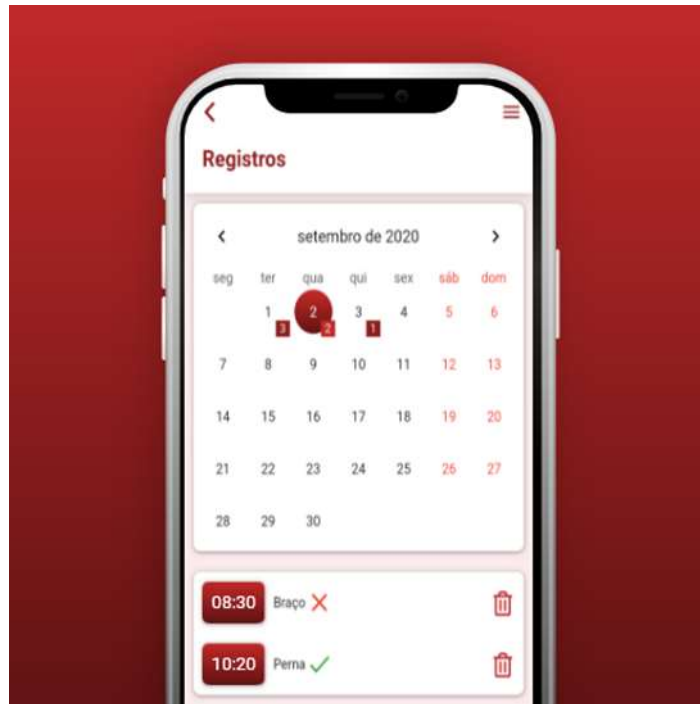 Registros
setembro de 2020
seg ter qua qui sex sáb dom
1 2 3 4 5 6
3 2 1
7 8 9 10 11 12 13
14 15 16 17 18 19 20
21 22 23 24 25 26 27
28 29 30
08:30 Braço
10:20 Perna